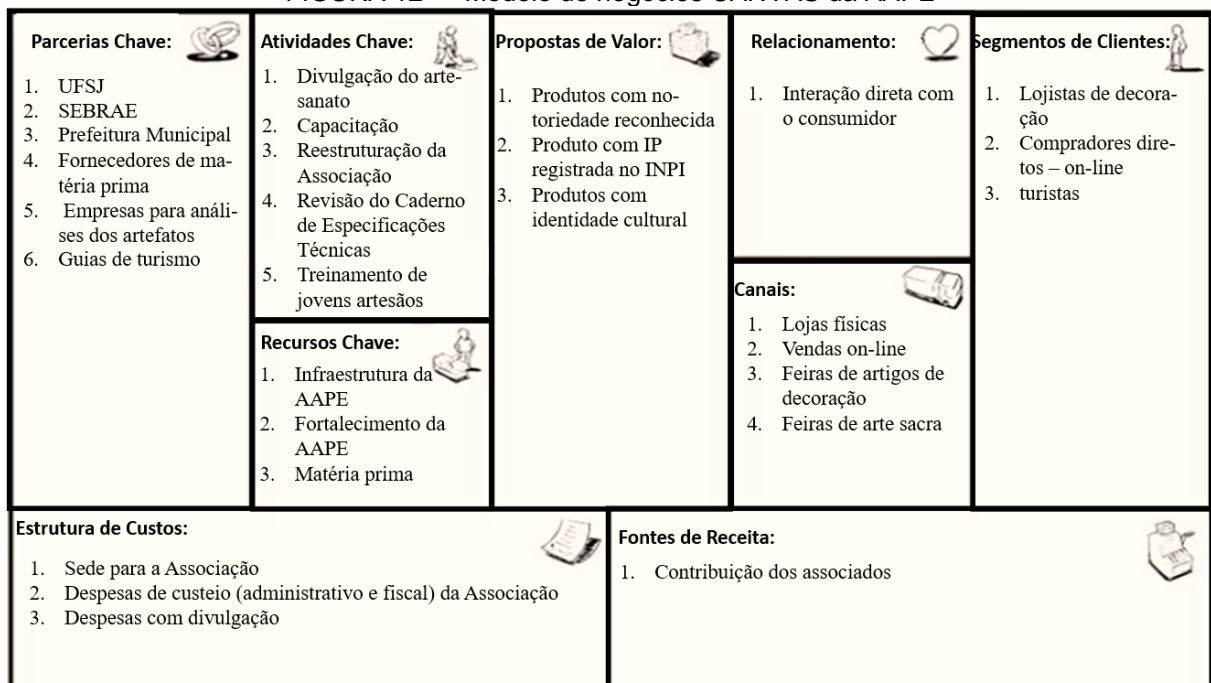 Parcerias Chave:
1. UFSJ
2. SEBRAE
3. Prefeitura Municipal
4. Fornecedores de ma-
téria prima
5. Empresas para análi-
ses dos artefatos
6. Guias de turismo
Atividades Chave:
1. Divulgação do arte-
sanato
2. Capacitação
3. Reestruturação da
Associação
4. Revisão do Caderno
de Especificações
Técnicas
5. Treinamento de
jovens artesãos
Recursos Chave:
1. Infraestrutura da
AAPE
2. Fortalecimento da
AAPE
3. Matéria prima
Propostas de Valor:
1. Produtos com no-
toriedade reconhecida
2. Produto com IP
registrada no INPI
3. Produtos com
identidade cultural
Relacionamento:
1. Interação direta com
o consumidor
Canais:
1. Lojas físicas
2. Vendas on-line
3. Feiras de artigos de
decoração
4. Feiras de arte sacra
Segmentos de Clientes:
1. Lojistas de decora-
ção
2. Compradores dire-
tos – on-line
3. turistas
Estrutura de Custos:
1. Sede para a Associação
2. Despesas de custeio (administrativo e fiscal) da Associação
3. Despesas com divulgação
Fontes de Receita:
1. Contribuição dos associados